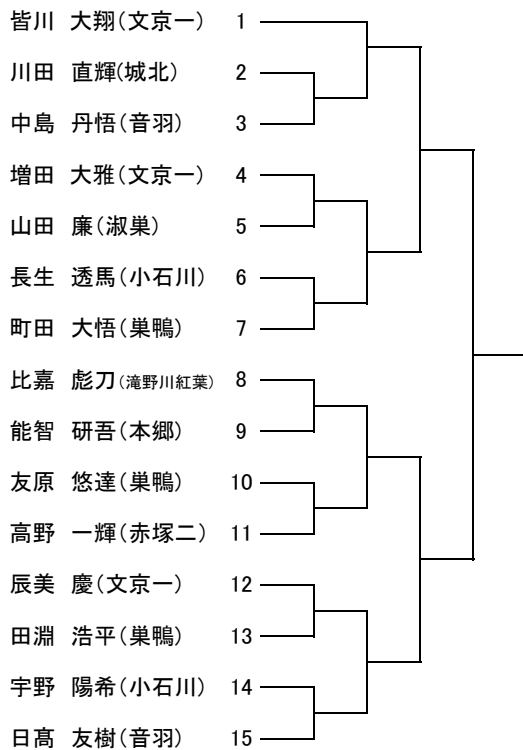 皆川 大翔(文京一) 1
川田 直輝(城北) 2
中島 丹悟(音羽) 3
増田 大雅(文京一) 4
山田 廉(淑巣) 5
長生 透馬(小石川) 6
町田 大悟(巣鴨) 7
比嘉 彪刀(滝野川紅葉) 8
能智 研吾(本郷) 9
友原 悠達(巣鴨) 10
高野 一輝(赤塚二) 11
辰美 慶(文京一) 12
田淵 浩平(巣鴨) 13
宇野 陽希(小石川) 14
日髙 友樹(音羽) 15